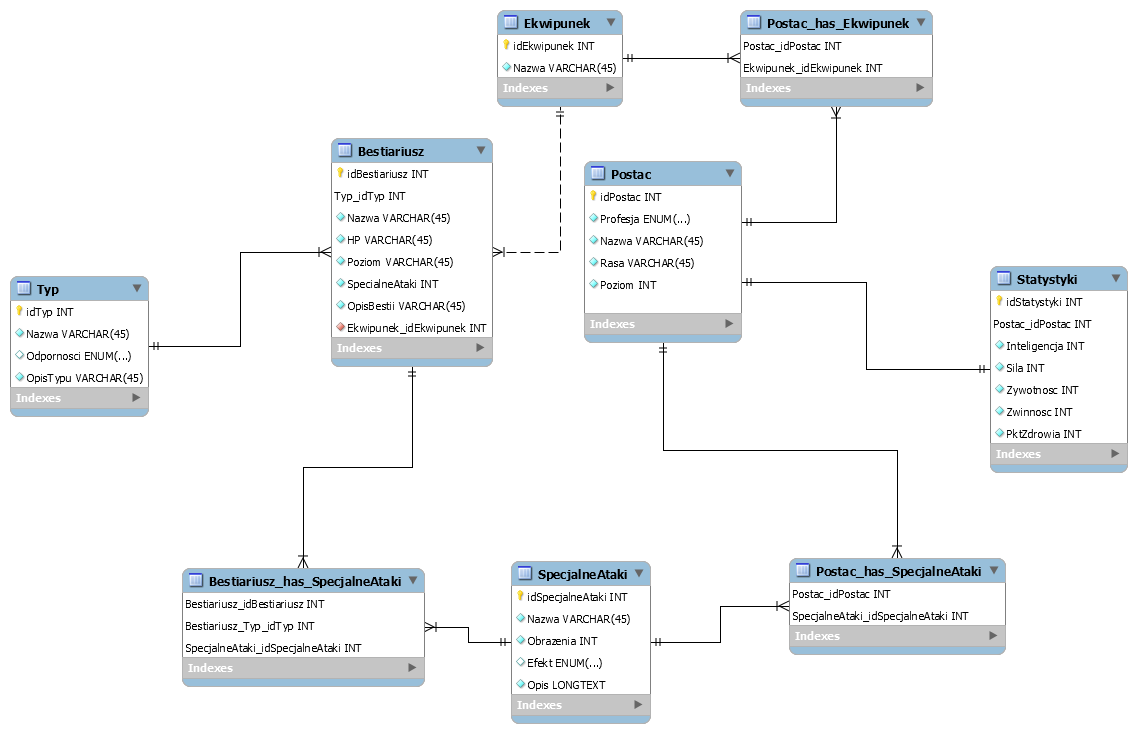 Ekwipunek
idEkwipunek INT
Nazwa VARCHAR(45)
Indexes
Postac_has_Ekwipunek
Postac_idPostac INT
Ekwipunek_idEkwipunek INT
Indexes
Bestiariusz
idBestiariusz INT
Typ_idTyp INT
Nazwa VARCHAR(45)
HP VARCHAR(45)
Poziom VARCHAR(45)
SpecialneAtaki INT
OpisBestii VARCHAR(45)
Ekwipunek_idEkwipunek INT
Indexes
Postac
idPostac INT
Profesja ENUM(...)
Nazwa VARCHAR(45)
Rasa VARCHAR(45)
Poziom INT
Indexes
Typ
idTyp INT
Nazwa VARCHAR(45)
Odpornosci ENUM(...)
OpisTypu VARCHAR(45)
Indexes
Statystyki
idStatystyki INT
Postac_idPostac INT
Inteligencja INT
Sila INT
Zywotnosc INT
Zwinnosc INT
PktZdrowia INT
Indexes
Bestiariusz_has_SpecjalneAtaki
Bestiariusz_idBestiariusz INT
Bestiariusz_Typ_idTyp INT
SpecjalneAtaki_idSpecjalneAtaki INT
Indexes
SpecjalneAtaki
idSpecjalneAtaki INT
Nazwa VARCHAR(45)
Obrazenia INT
Efekt ENUM(...)
Opis LONGTEXT
Indexes
Postac_has_SpecjalneAtaki
Postac_idPostac INT
SpecjalneAtaki_idSpecjalneAtaki INT
Indexes